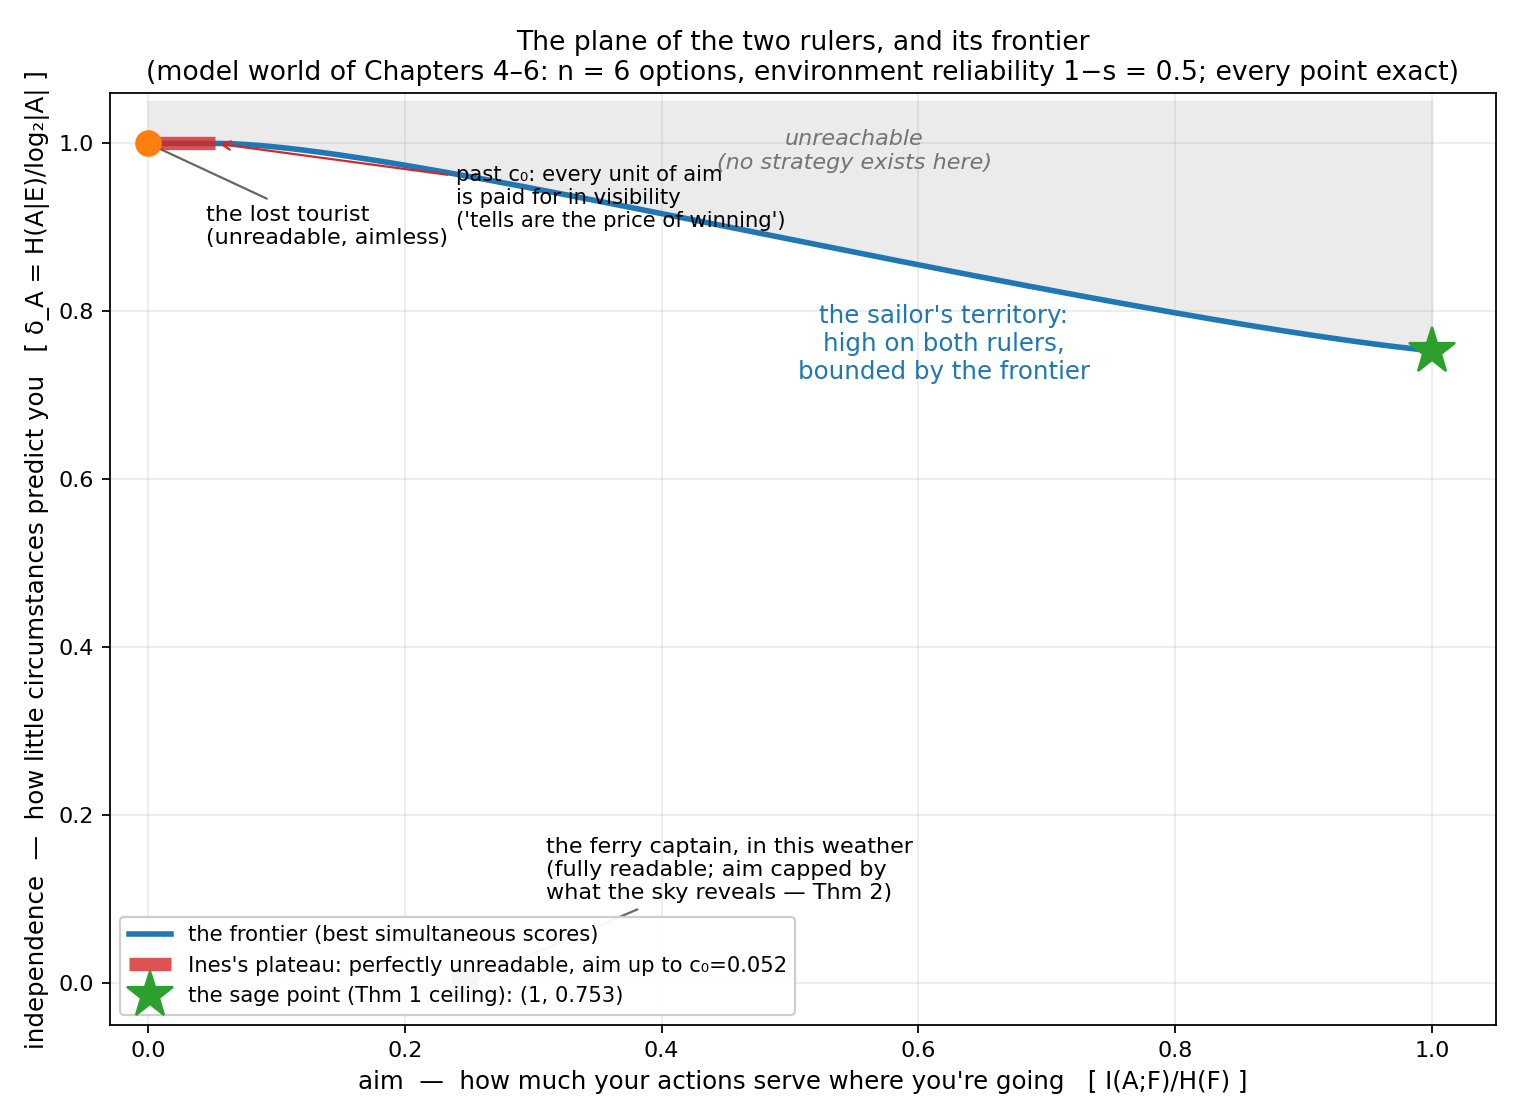 The plane of the two rulers, and its frontier
(model world of Chapters 4–6: n = 6 options, environment reliability 1−s = 0.5; every point exact)
independence — how little circumstances predict you [ δ_A = H(A|E)/log₂|A| ]
1.0
0.8
0.6
0.4
0.2
0.0
unreachable
(no strategy exists here)
past c₀: every unit of aim
is paid for in visibility
('tells are the price of winning')
the lost tourist
(unreadable, aimless)
the sailor's territory:
high on both rulers,
bounded by the frontier
the ferry captain, in this weather
(fully readable; aim capped by
what the sky reveals — Thm 2)
the frontier (best simultaneous scores)
Ines's plateau: perfectly unreadable, aim up to c₀=0.052
the sage point (Thm 1 ceiling): (1, 0.753)
0.0 0.2 0.4 0.6 0.8 1.0
aim — how much your actions serve where you're going [ I(A;F)/H(F) ]